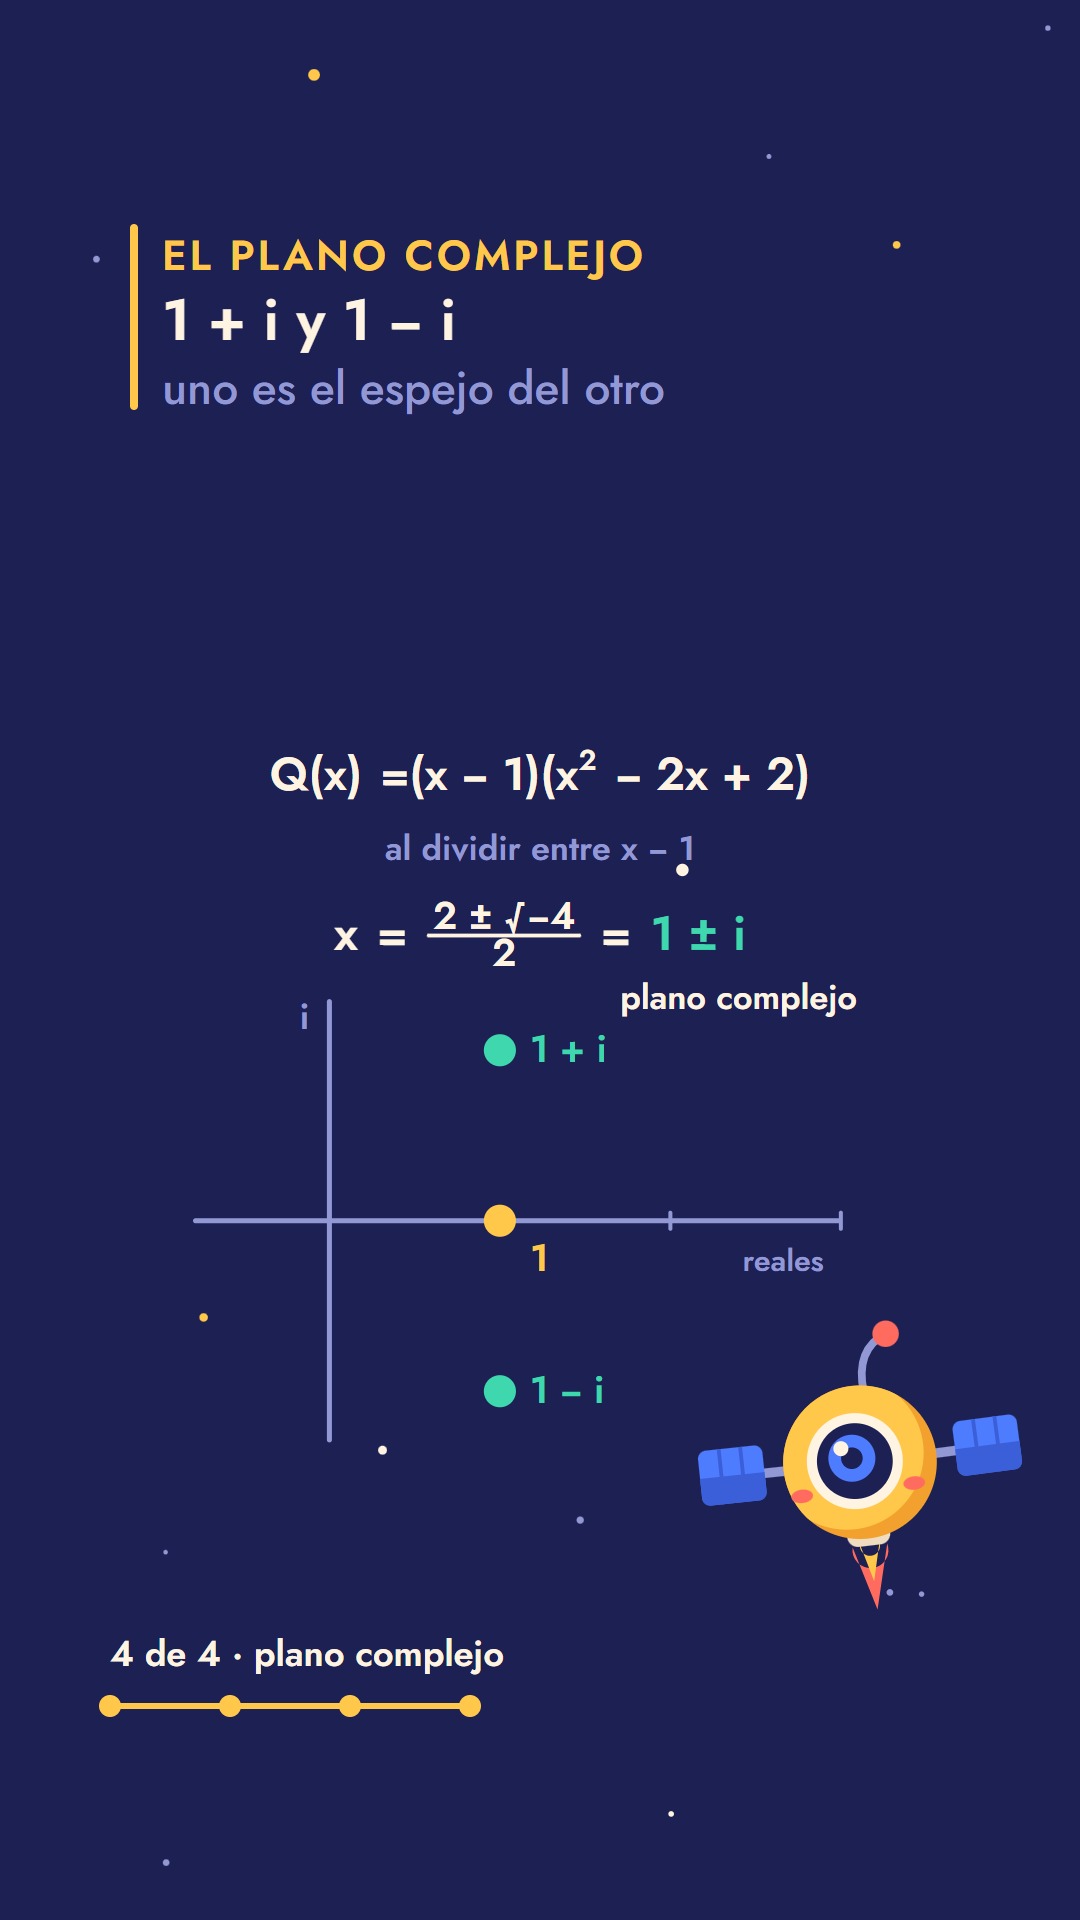 EL PLANO COMPLEJO
1 + i y 1 – i
uno es el espejo del otro
Q(x) =(x – 1)(x² – 2x + 2)
al dividir entre x – 1
x = (2 ± √–4)/2 = 1 ± i
plano complejo
i
1 + i
1
reales
1 – i
4 de 4 · plano complejo